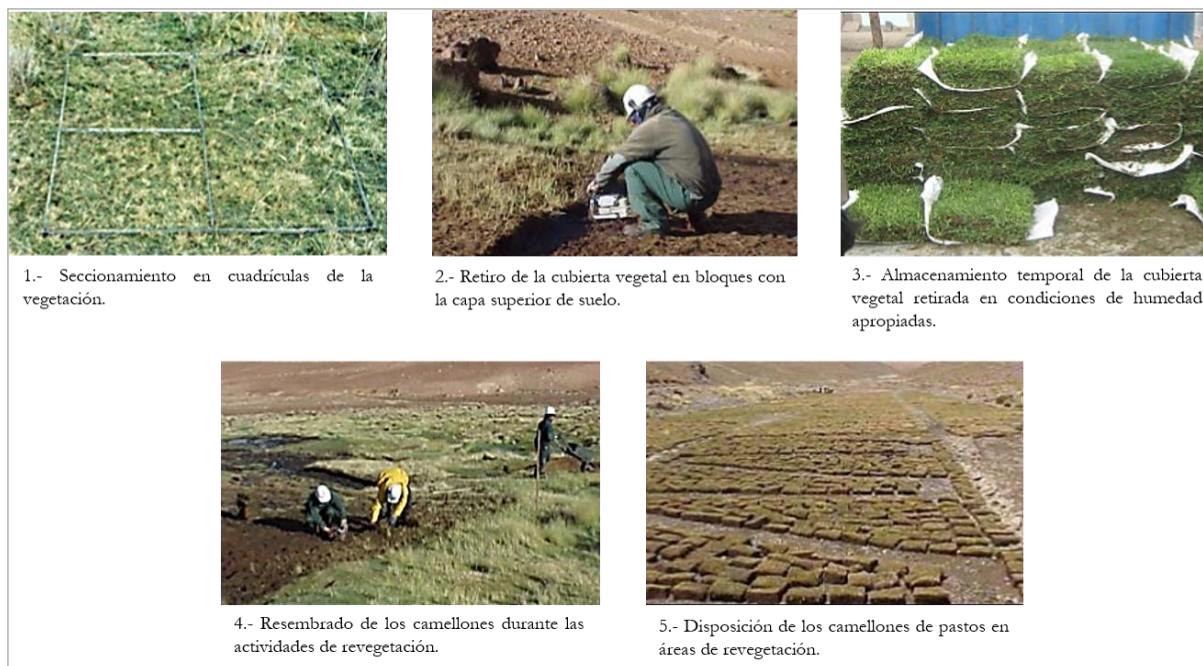 1.- Seccionamiento en cuadrículas de la
vegetación.
2.- Retiro de la cubierta vegetal en bloques con
la capa superior de suelo.
3.- Almacenamiento temporal de la cubierta
vegetal retirada en condiciones de humedad
apropiadas.
4.- Resembrado de los camellones durante las
actividades de revegetación.
5.- Disposición de los camellones de pastos en
áreas de revegetación.